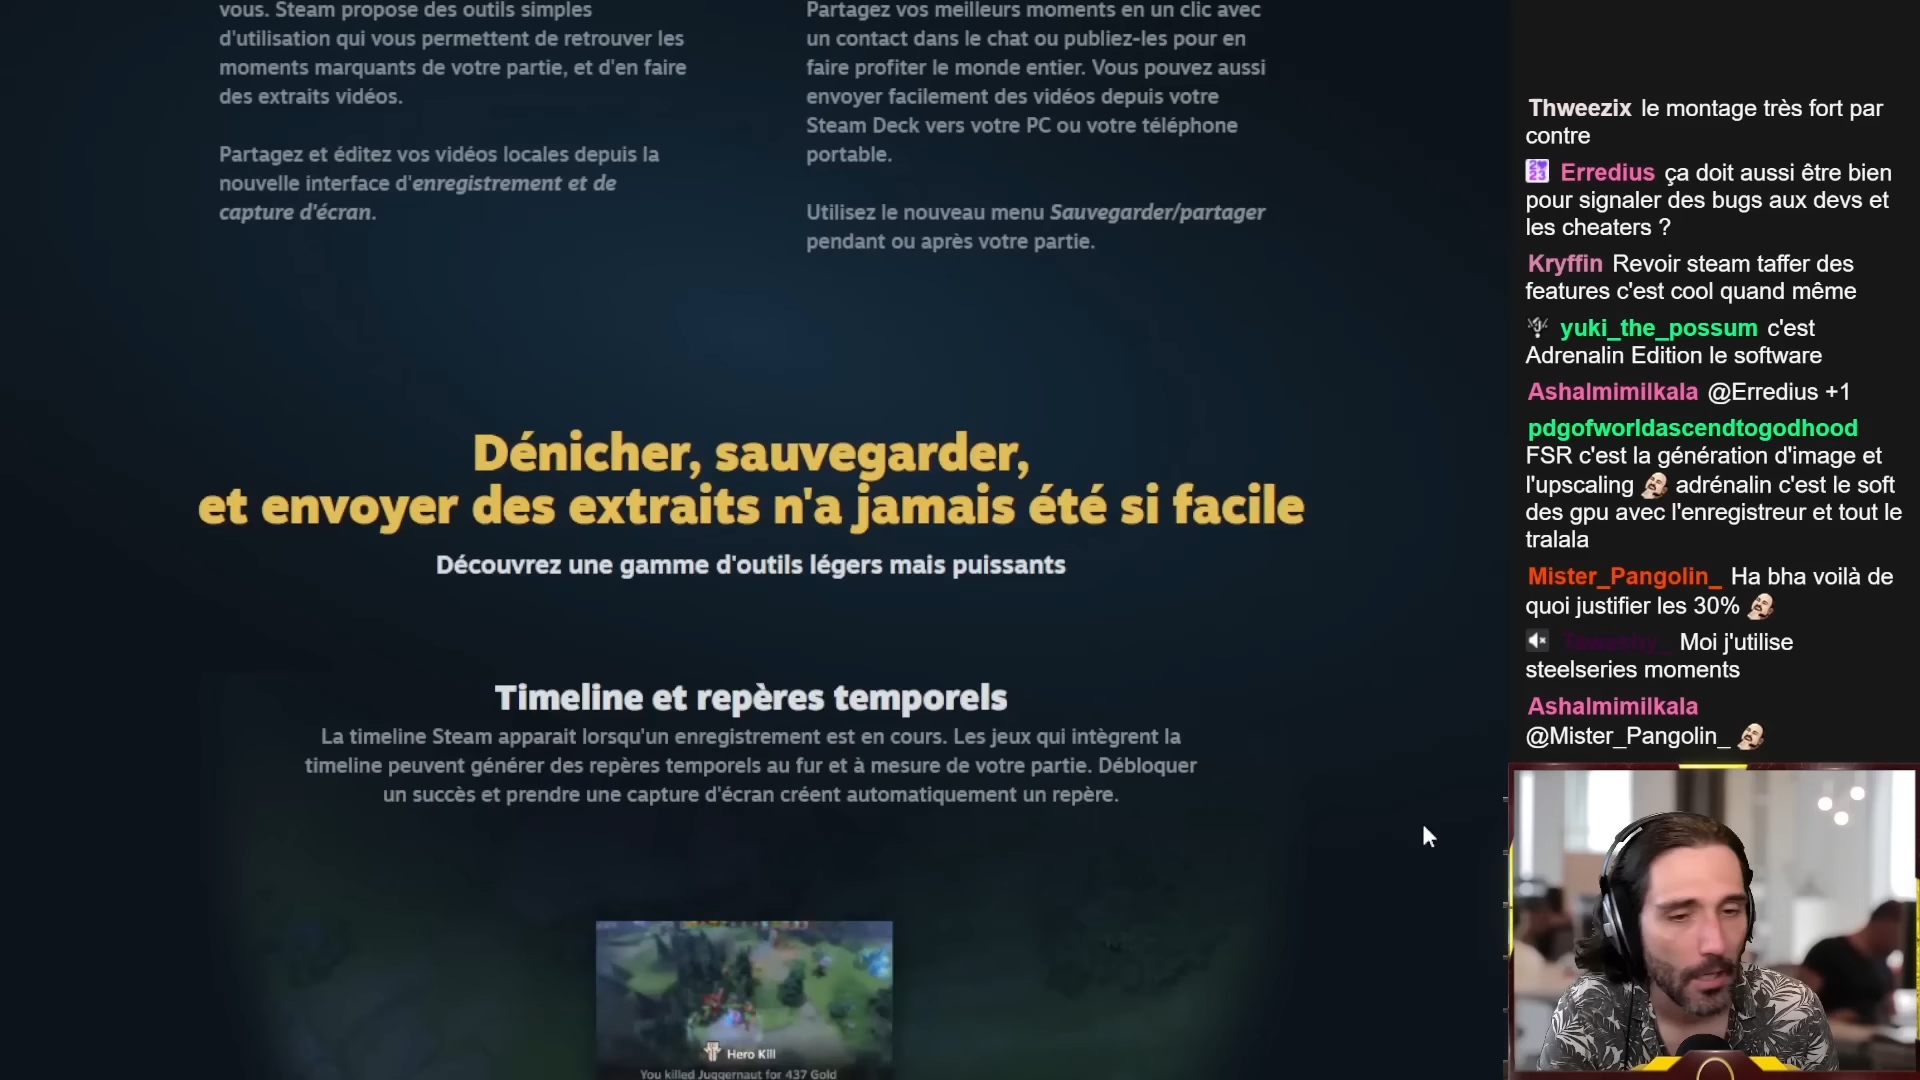 vous. Steam propose des outils simples
d'utilisation qui vous permettent de retrouver les
moments marquants de votre partie, et d'en faire
des extraits vidéos.
Partagez et éditez vos vidéos locales depuis la
nouvelle interface d'enregistrement et de
capture d'écran.
Partagez vos meilleurs moments en un clic avec
un contact dans le chat ou publiez-les pour en
faire profiter le monde entier. Vous pouvez aussi
envoyer facilement des vidéos depuis votre
Steam Deck vers votre PC ou votre téléphone
portable.
Utilisez le nouveau menu Sauvegarder/partager
pendant ou après votre partie.
Dénicher, sauvegarder,
et envoyer des extraits n'a jamais été si facile
Découvrez une gamme d'outils légers mais puissants
Timeline et repères temporels
La timeline Steam apparait lorsqu'un enregistrement est en cours. Les jeux qui intègrent la
timeline peuvent générer des repères temporels au fur et à mesure de votre partie. Débloquer
un succès et prendre une capture d'écran créent automatiquement un repère.
Hero Kill
You killed Juggernaut for 437 Gold
Thweezix le montage très fort par
contre
Erredius ça doit aussi être bien
pour signaler des bugs aux devs et
les cheaters ?
Kryffin Revoir steam taffer des
features c'est cool quand même
yuki_the_possum c'est
Adrenalin Edition le software
Ashalmimilkala @Erredius +1
pdgofworldascendtogodhood
FSR c'est la génération d'image et
l'upscaling adrénalin c'est le soft
des gpu avec l'enregistreur et tout le
tralala
Mister_Pangolin_ Ha bha voilà de
quoi justifier les 30%
Moi j'utilise
steelseries moments
Ashalmimilkala
@Mister_Pangolin_